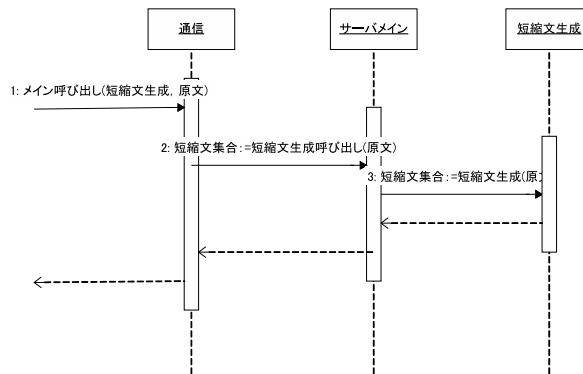 通信
サーバメイン
短縮文生成
1: メイン呼び出し(短縮文生成, 原文)
2: 短縮文集合:=短縮文生成呼び出し(原文)
3: 短縮文集合:=短縮文生成(原